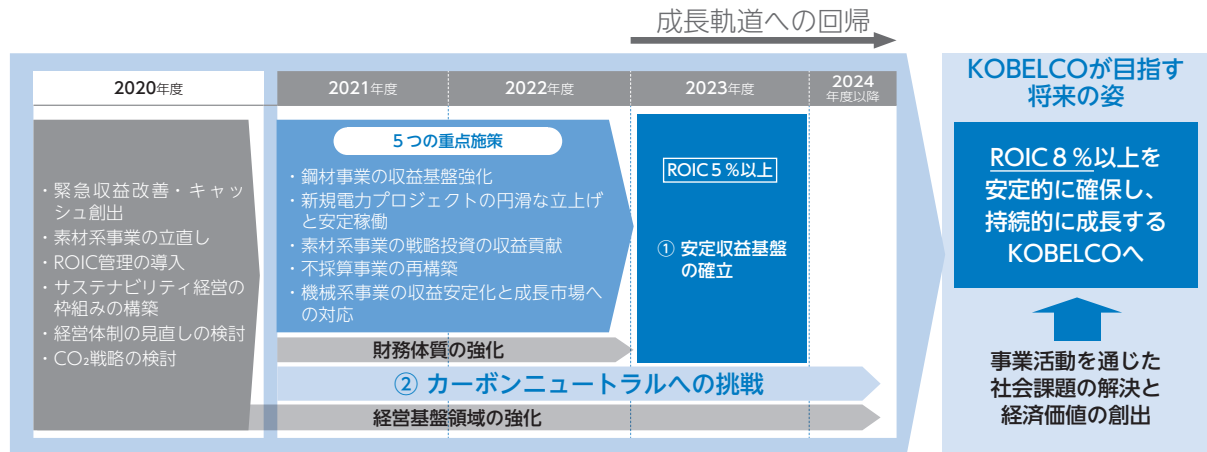 成長軌道への回帰
2020年度
2021年度
2022年度
2023年度
2024
年度以降
・緊急収益改善・キャッ
シュ創出
・素材系事業の立直し
・ROIC管理の導入
・サステナビリティ経営の
枠組みの構築
・経営体制の見直しの検討
・CO₂戦略の検討
5つの重点施策
・鋼材事業の収益基盤強化
・新規電力プロジェクトの円滑な立上げ
と安定稼働
・素材系事業の戦略投資の収益貢献
・不採算事業の再構築
・機械系事業の収益安定化と成長市場へ
の対応
ROIC5%以上
① 安定収益基盤
の確立
財務体質の強化
② カーボンニュートラルへの挑戦
経営基盤領域の強化
KOBELCOが目指す
将来の姿
ROIC8%以上を
安定的に確保し、
持続的に成長する
KOBELCOへ
事業活動を通じた
社会課題の解決と
経済価値の創出